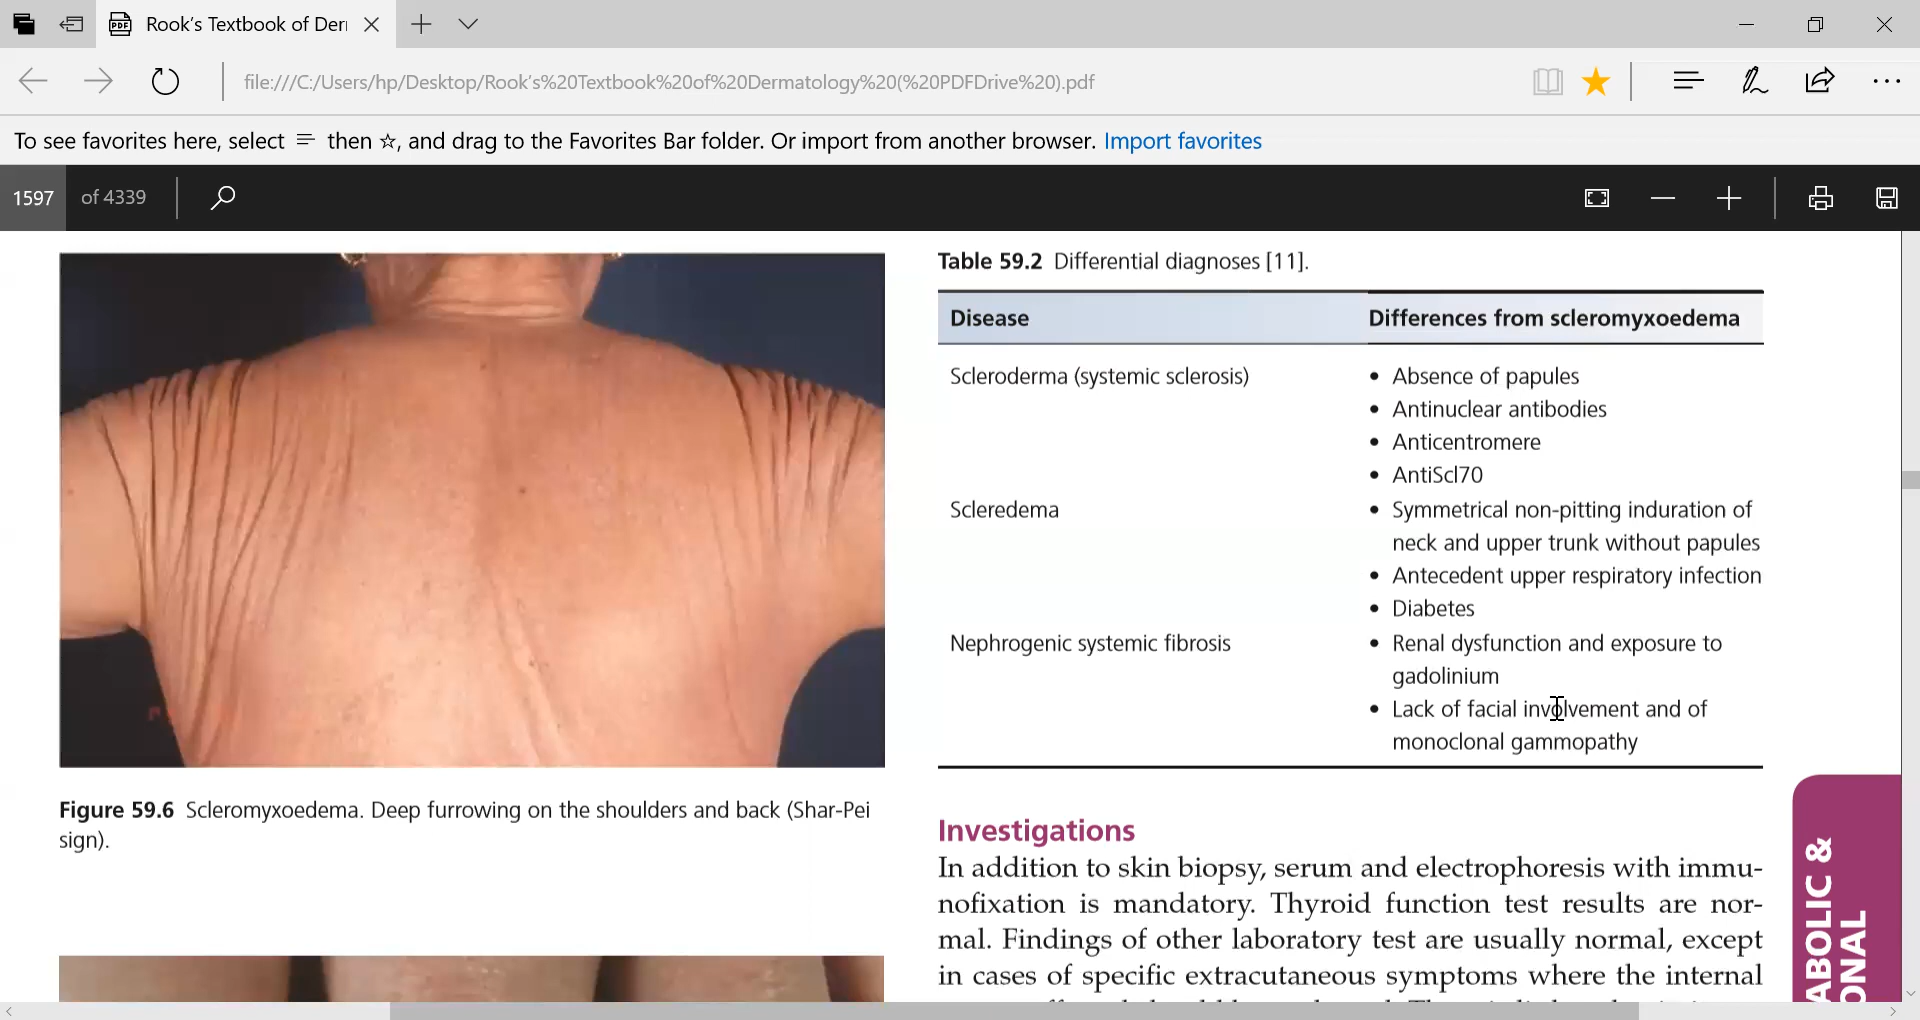 Rook's Textbook of Der
file:///C:/Users/hp/Desktop/Rook's%20Textbook%20of%20Dermatology%20(%20PDFDrive%20).pdf
To see favorites here, select then ☆, and drag to the Favorites Bar folder. Or import from another browser. Import favorites
1597 of 4339
Figure 59.6 Scleromyxoedema. Deep furrowing on the shoulders and back (Shar-Pei
sign).
Table 59.2 Differential diagnoses [11].
Disease Differences from scleromyxoedema
Scleroderma (systemic sclerosis) • Absence of papules
• Antinuclear antibodies
• Anticentromere
• AntiScl70
Scleredema • Symmetrical non-pitting induration of
neck and upper trunk without papules
• Antecedent upper respiratory infection
• Diabetes
Nephrogenic systemic fibrosis • Renal dysfunction and exposure to
gadolinium
• Lack of facial involvement and of
monoclonal gammopathy
Investigations
In addition to skin biopsy, serum and electrophoresis with immu-
nofixation is mandatory. Thyroid function test results are nor-
mal. Findings of other laboratory test are usually normal, except
in cases of specific extracutaneous symptoms where the internal
ABOLIC &
ONAL